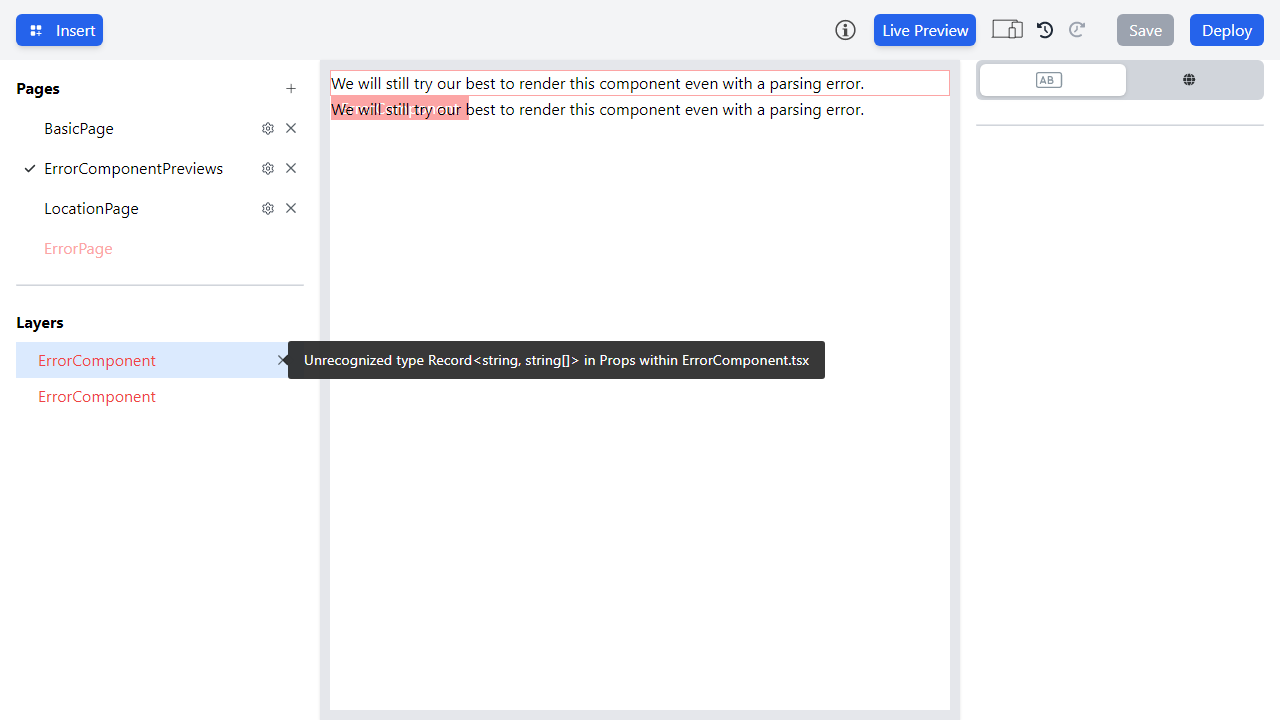 Insert
Live Preview
Save
Deploy
Pages
BasicPage
ErrorComponentPreviews
LocationPage
ErrorPage
Layers
ErrorComponent
ErrorComponent
We will still try our best to render this component even with a parsing error.
We will still try our best to render this component even with a parsing error.
Unrecognized type Record<string, string[]> in Props within ErrorComponent.tsx
AB